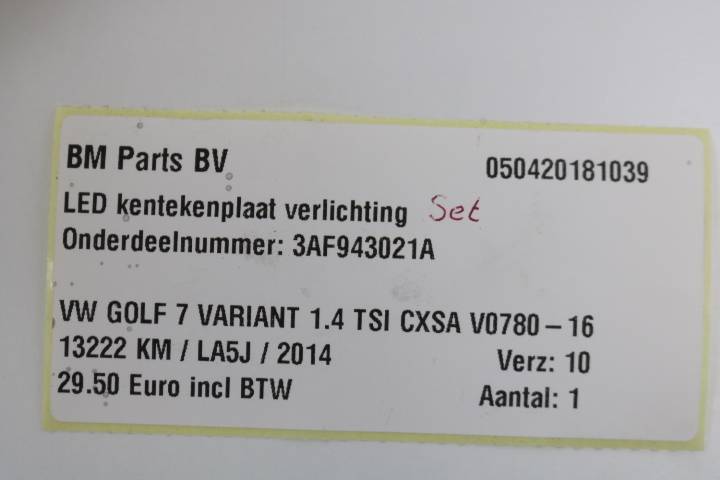 BM Parts BV 050420181039
LED kentekenplaat verlichting Set
Onderdeelnummer: 3AF943021A
VW GOLF 7 VARIANT 1.4 TSI CXSA V0780 – 16
13222 KM / LA5J / 2014 Verz: 10
29.50 Euro incl BTW Aantal: 1